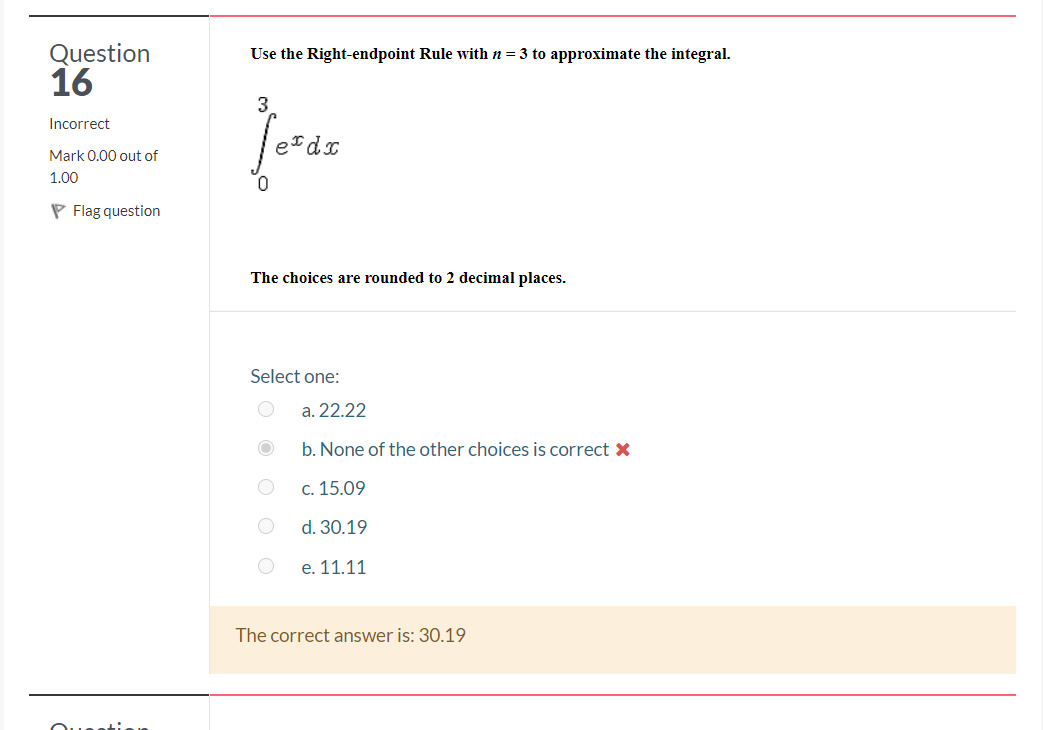 Question
16
Incorrect
Mark 0.00 out of
1.00
Flag question
Use the Right-endpoint Rule with n = 3 to approximate the integral.
3
∫ eˣ dx
0
The choices are rounded to 2 decimal places.
Select one:
a. 22.22
b. None of the other choices is correct
c. 15.09
d. 30.19
e. 11.11
The correct answer is: 30.19
Question